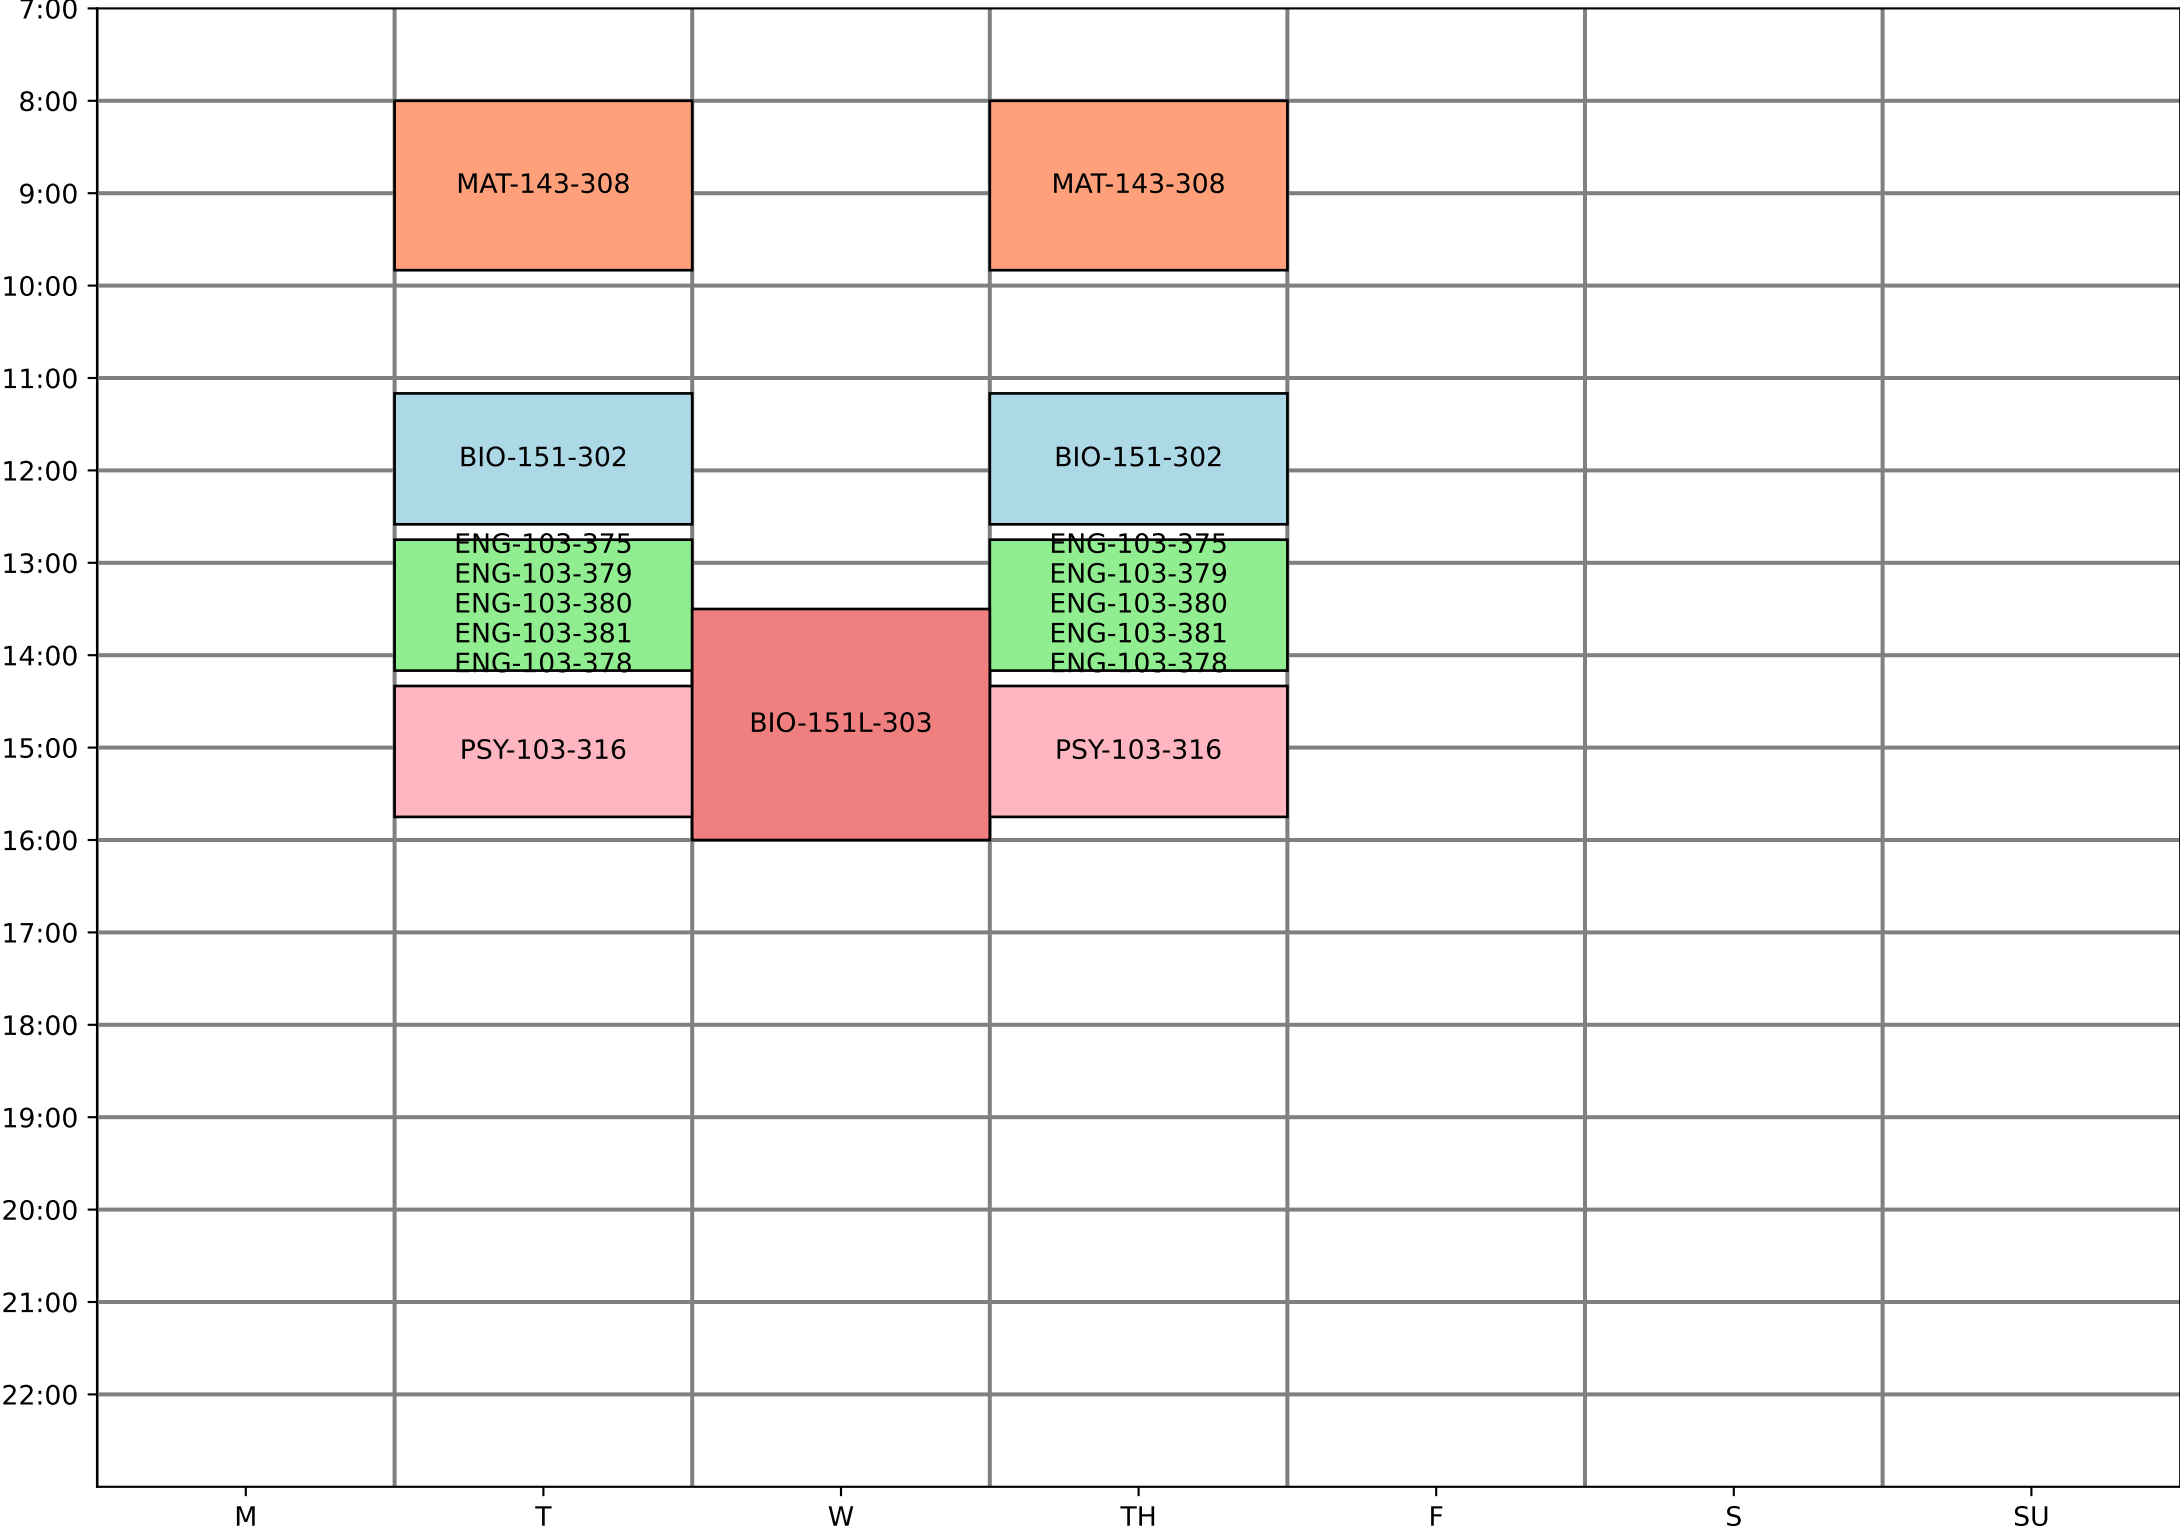 7:00
8:00
MAT-143-308 MAT-143-308
9:00
10:00
11:00
BIO-151-302 BIO-151-302
12:00
ENG-103-375 ENG-103-375
13:00
ENG-103-379 ENG-103-379
ENG-103-380 ENG-103-380
ENG-103-381 ENG-103-381
14:00
ENG-103-378 ENG-103-378
BIO-151L-303
15:00
PSY-103-316 PSY-103-316
16:00
17:00
18:00
19:00
20:00
21:00
22:00
M T W TH F S SU